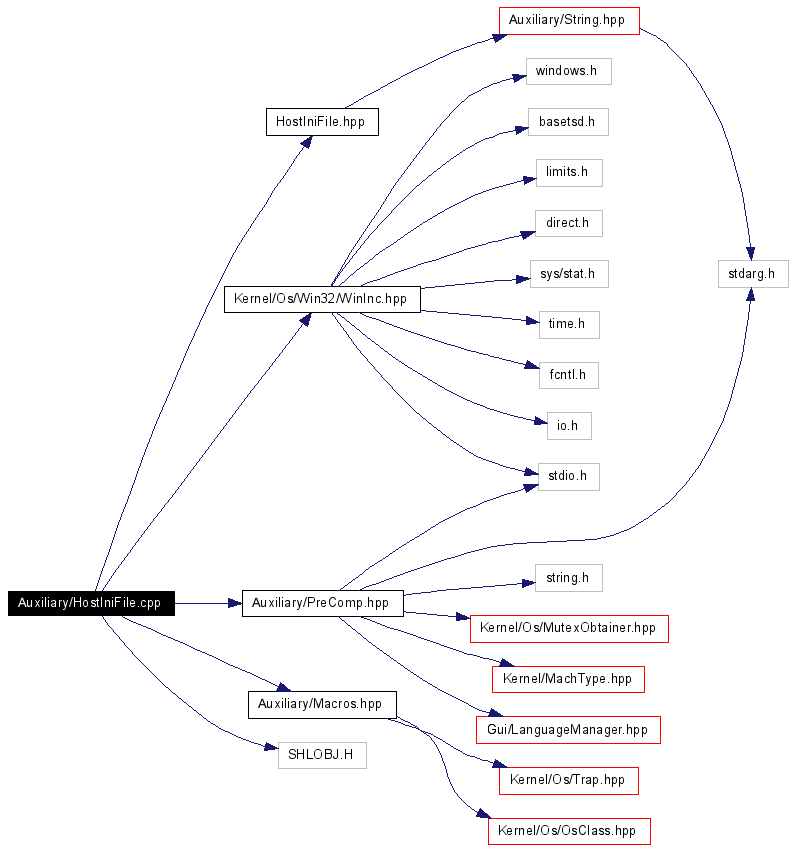 Auxiliary/String.hpp
windows.h
HostIniFile.hpp
basetsd.h
limits.h
direct.h
sys/stat.h
stdarg.h
Kernel/Os/Win32/WinInc.hpp
time.h
fcntl.h
io.h
stdio.h
string.h
Auxiliary/HostIniFile.cpp
Auxiliary/PreComp.hpp
Kernel/Os/MutexObtainer.hpp
Kernel/MachType.hpp
Auxiliary/Macros.hpp
Gui/LanguageManager.hpp
SHLOBJ.H
Kernel/Os/Trap.hpp
Kernel/Os/OsClass.hpp